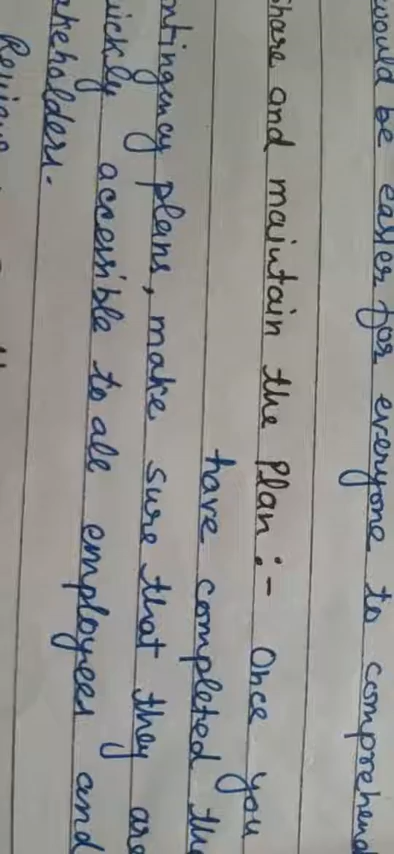 would be easier for everyone to comprehend
Share and maintain the Plan :- Once you
have completed the
ntingency plans, make sure that they are
uickly accessible to all employees and
akeholders.